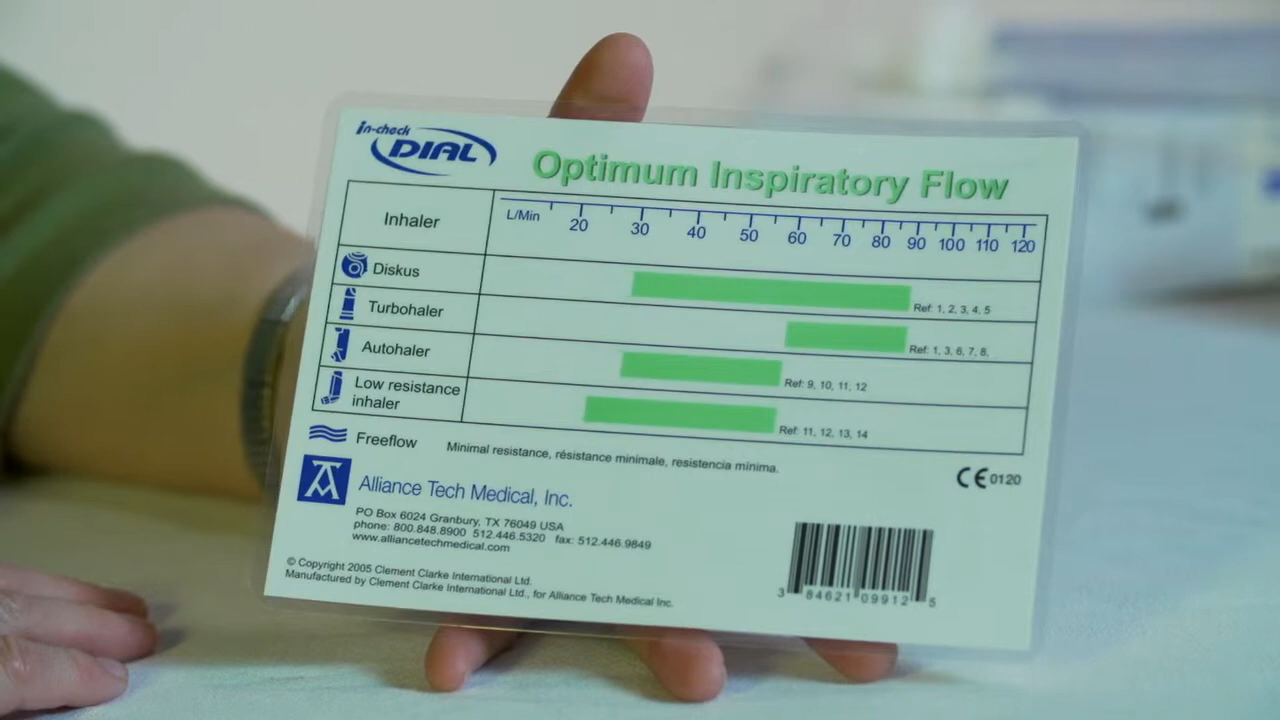 In-check
DIAL
Optimum Inspiratory Flow
Inhaler
L/Min 20 30 40 50 60 70 80 90 100 110 120
Diskus
Ref: 1, 2, 3, 4, 5
Turbohaler
Ref: 1, 3, 6, 7, 8,
Autohaler
Ref: 9, 10, 11, 12
Low resistance
inhaler
Ref: 11, 12, 13, 14
Freeflow
Minimal resistance, résistance minimale, resistencia mínima.
CE 0120
Alliance Tech Medical, Inc.
PO Box 6024 Granbury, TX 76049 USA
phone: 800.848.8900 512.446.5320 fax: 512.446.9849
www.alliancetechmedical.com
© Copyright 2005 Clement Clarke International Ltd.
Manufactured by Clement Clarke International Ltd., for Alliance Tech Medical Inc.
3 84621 09912 5